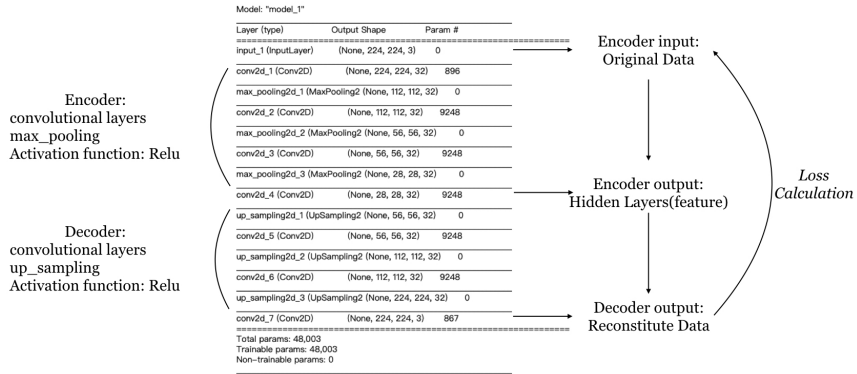 Model: "model_1"
Layer (type) Output Shape Param #
input_1 (InputLayer) (None, 224, 224, 3) 0
conv2d_1 (Conv2D) (None, 224, 224, 32) 896
max_pooling2d_1 (MaxPooling2 (None, 112, 112, 32) 0
conv2d_2 (Conv2D) (None, 112, 112, 32) 9248
max_pooling2d_2 (MaxPooling2 (None, 56, 56, 32) 0
conv2d_3 (Conv2D) (None, 56, 56, 32) 9248
max_pooling2d_3 (MaxPooling2 (None, 28, 28, 32) 0
conv2d_4 (Conv2D) (None, 28, 28, 32) 9248
up_sampling2d_1 (UpSampling2 (None, 56, 56, 32) 0
conv2d_5 (Conv2D) (None, 56, 56, 32) 9248
up_sampling2d_2 (UpSampling2 (None, 112, 112, 32) 0
conv2d_6 (Conv2D) (None, 112, 112, 32) 9248
up_sampling2d_3 (UpSampling2 (None, 224, 224, 32) 0
conv2d_7 (Conv2D) (None, 224, 224, 3) 867
Total params: 48,003
Trainable params: 48,003
Non-trainable params: 0
Encoder:
convolutional layers
max_pooling
Activation function: Relu
Decoder:
convolutional layers
up_sampling
Activation function: Relu
Encoder input:
Original Data
Encoder output:
Hidden Layers(feature)
Decoder output:
Reconstitute Data
Loss
Calculation